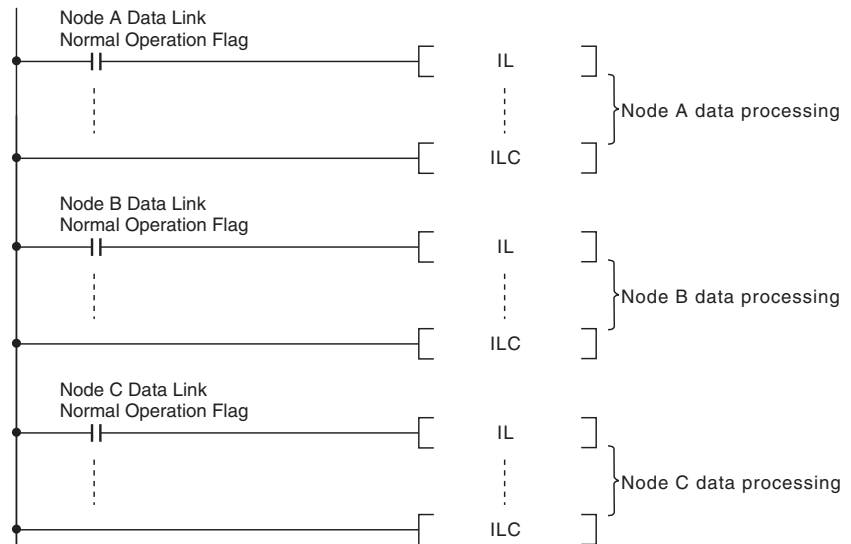 Node A Data Link
Normal Operation Flag
IL
Node A data processing
ILC
Node B Data Link
Normal Operation Flag
IL
Node B data processing
ILC
Node C Data Link
Normal Operation Flag
IL
Node C data processing
ILC